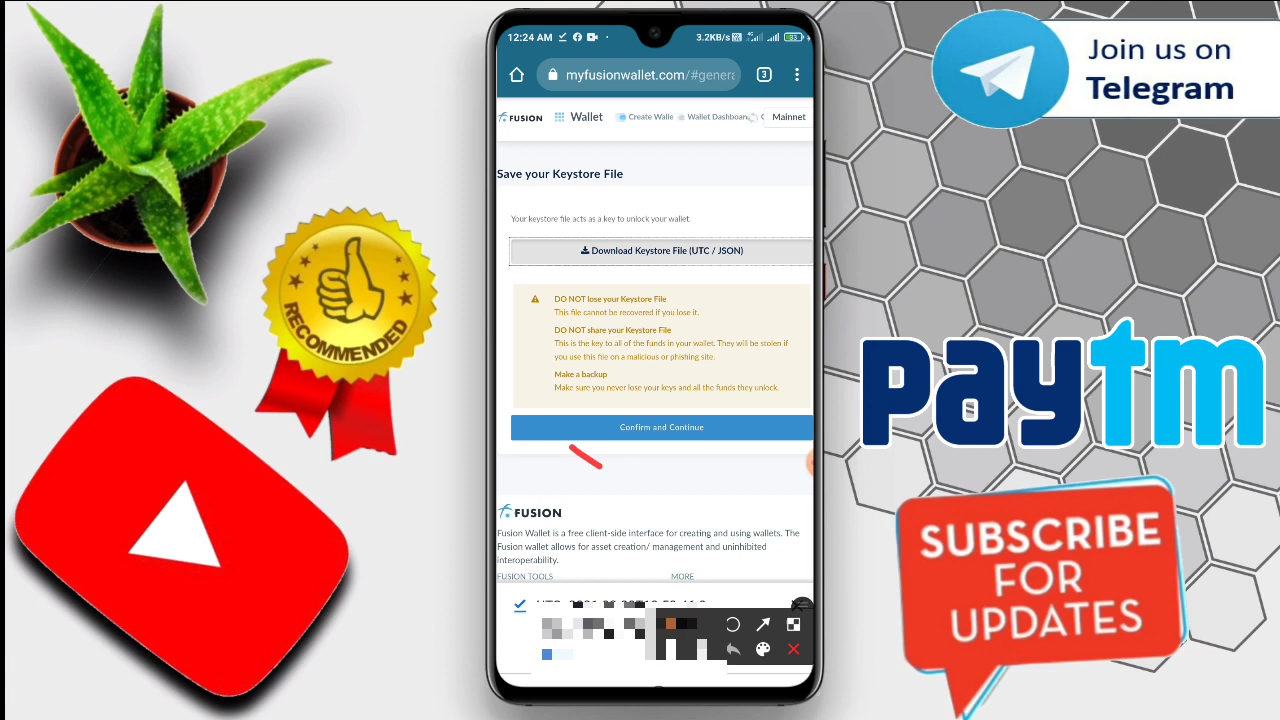 12:24 AM
3.2KB/s
myfusionwallet.com/#genera
3
FUSION
Wallet
Create Walle
Wallet Dashboar
Mainnet
Save your Keystore File
Your keystore file acts as a key to unlock your wallet.
Download Keystore File (UTC / JSON)
DO NOT lose your Keystore File
This file cannot be recovered if you lose it.
DO NOT share your Keystore File
This is the key to all of the funds in your wallet. They will be stolen if
you use this file on a malicious or phishing site.
Make a backup
Make sure you never lose your keys and all the funds they unlock.
Confirm and Continue
FUSION
Fusion Wallet is a free client-side interface for creating and using wallets. The
Fusion wallet allows for asset creation/ management and uninhibited
interoperability.
FUSION TOOLS
MORE
RECOMMENDED
Join us on
Telegram
paytm
SUBSCRIBE
FOR
UPDATES